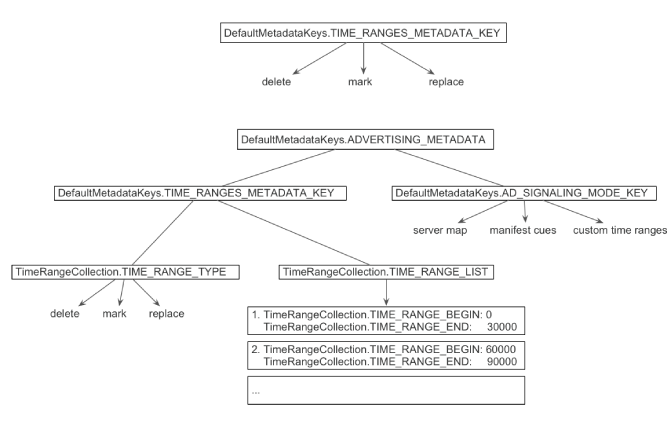 DefaultMetadataKeys.TIME_RANGES_METADATA_KEY
delete mark replace
DefaultMetadataKeys.ADVERTISING_METADATA
DefaultMetadataKeys.TIME_RANGES_METADATA_KEY DefaultMetadataKeys.AD_SIGNALING_MODE_KEY
server map manifest cues custom time ranges
TimeRangeCollection.TIME_RANGE_TYPE TimeRangeCollection.TIME_RANGE_LIST
delete mark replace
1. TimeRangeCollection.TIME_RANGE_BEGIN: 0
TimeRangeCollection.TIME_RANGE_END: 30000
2. TimeRangeCollection.TIME_RANGE_BEGIN: 60000
TimeRangeCollection.TIME_RANGE_END: 90000
...